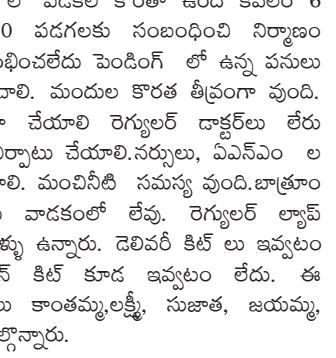 లో పడకల కొరతా ఉంది కేవలం 6
0 పడగలకు సంబంధించి నిర్మాణం
భించలేదు పెండింగ్ లో ఉన్న పనులు
చాలి. మందుల కొరత తీవ్రంగా వుంది.
చేయాలి రెగ్యులర్ డాక్టర్‌లు లేరు
ర్పాటు చేయాలి.నర్సులు, ఏఎన్ఎం ల
లి. మంచినీటి సమస్య వుంది.బాత్రూం
వాడకంలో లేవు. రెగ్యులర్ ల్యాప్
ళ్ళు ఉన్నారు. డెలివరీ కిట్ లు ఇవ్వటం
న్ కిట్ కూడ ఇవ్వటం లేదు. ఈ
లు కాంతమ్మ,లక్ష్మీ, సుజాత, జయమ్మ,
ల్గొన్నారు.